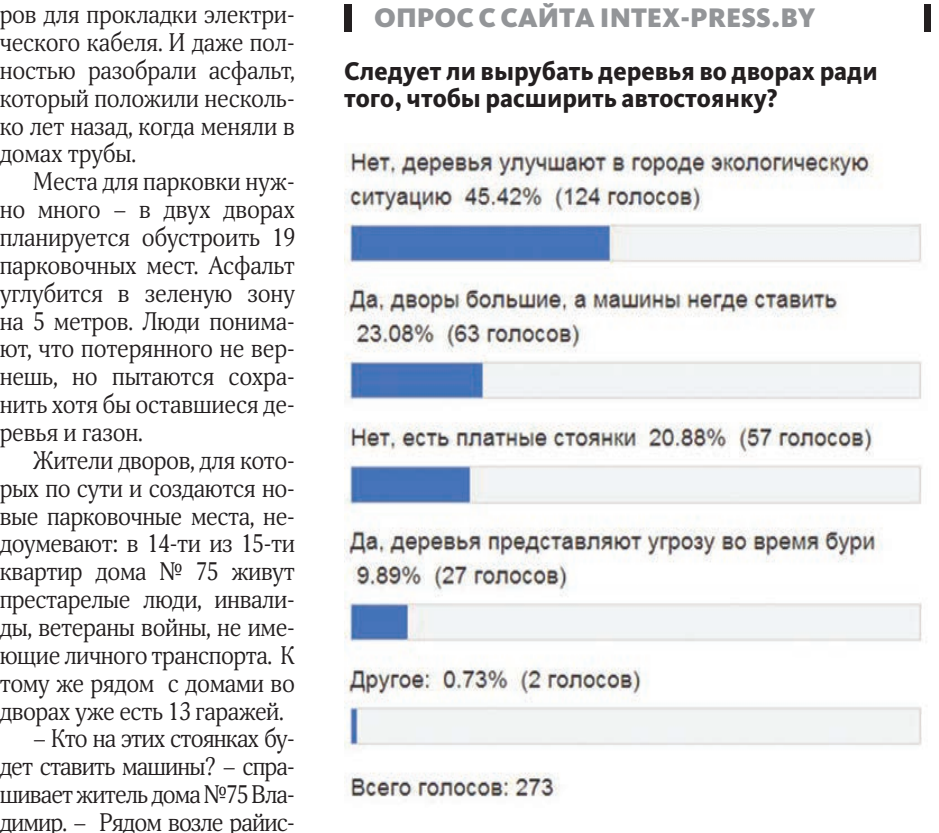 ров для прокладки электри-
ческого кабеля. И даже пол-
ностью разобрали асфальт,
который положили несколь-
ко лет назад, когда меняли в
домах трубы.
Места для парковки нуж-
но много – в двух дворах
планируется обустроить 19
парковочных мест. Асфальт
углубится в зеленую зону
на 5 метров. Люди понима-
ют, что потерянного не вер-
нешь, но пытаются сохра-
нить хотя бы оставшиеся де-
ревья и газон.
Жители дворов, для кото-
рых по сути и создаются но-
вые парковочные места, не-
доумевают: в 14-ти из 15-ти
квартир дома № 75 живут
престарелые люди, инвали-
ды, ветераны войны, не име-
ющие личного транспорта. К
тому же рядом с домами во
дворах уже есть 13 гаражей.
– Кто на этих стоянках бу-
дет ставить машины? – спра-
шивает житель дома №75 Вла-
димир. – Рядом возле райис-
ОПРОС С САЙТА INTEX-PRESS.BY
Следует ли вырубать деревья во дворах ради
того, чтобы расширить автостоянку?
Нет, деревья улучшают в городе экологическую
ситуацию 45.42% (124 голосов)
Да, дворы большие, а машины негде ставить
23.08% (63 голосов)
Нет, есть платные стоянки 20.88% (57 голосов)
Да, деревья представляют угрозу во время бури
9.89% (27 голосов)
Другое: 0.73% (2 голосов)
Всего голосов: 273